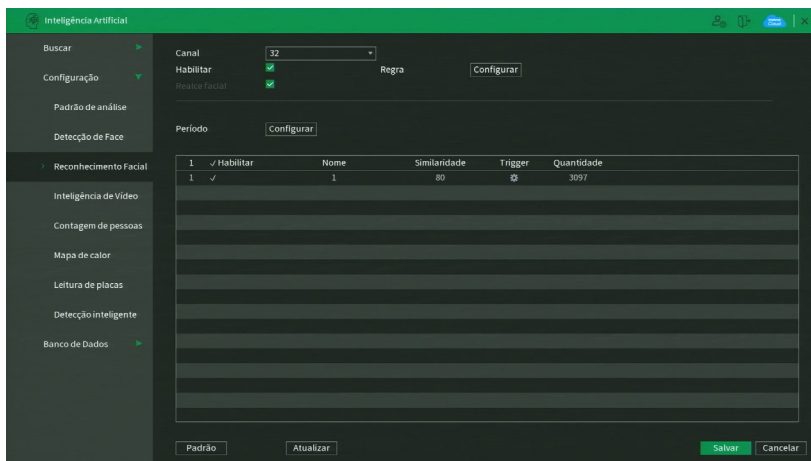 Inteligência Artificial
Buscar
Configuração
Padrão de análise
Detecção de Face
Reconhecimento Facial
Inteligência de Vídeo
Contagem de pessoas
Mapa de calor
Leitura de placas
Detecção inteligente
Banco de Dados
Canal 32
Habilitar Regra Configurar
Realce facial
Período Configurar
1 Habilitar Nome Similaridade Trigger Quantidade
1 1 80 3097
Padrão Atualizar Salvar Cancelar